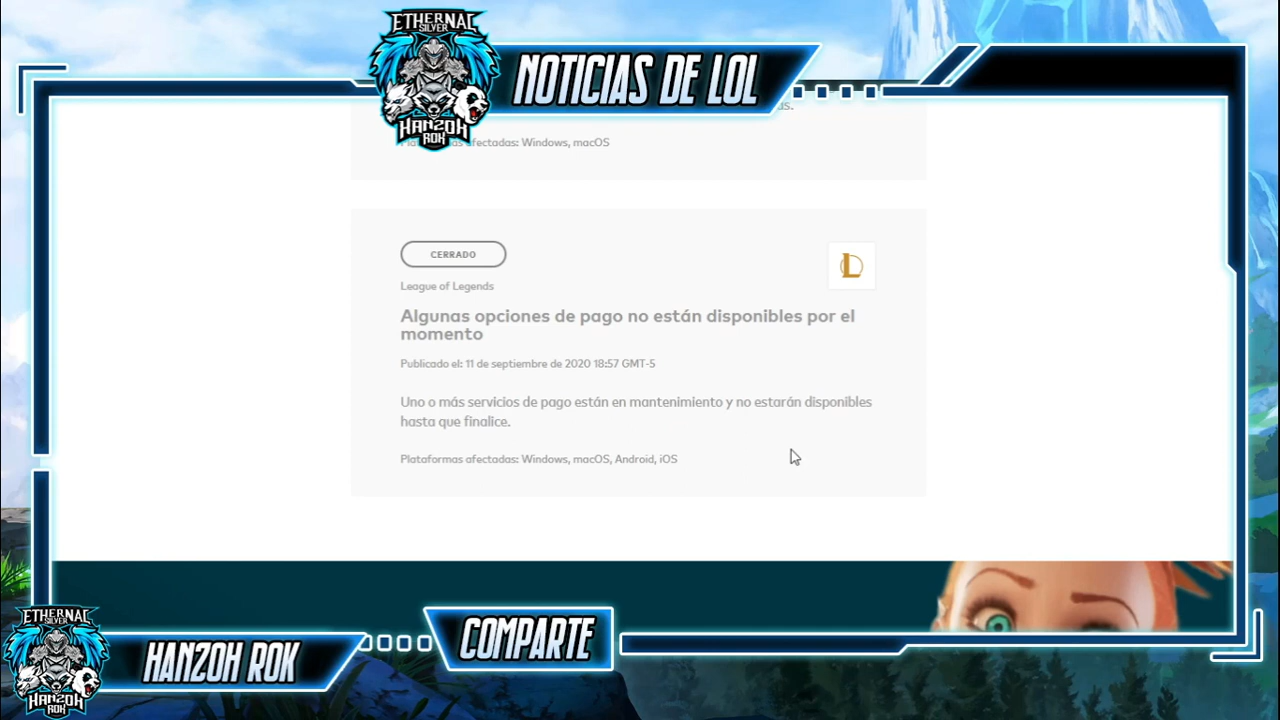 ETHERNAL
SILVER
HANZOH
ROK
NOTICIAS DE LOL
as.
fectadas: Windows, macOS
CERRADO
League of Legends
Algunas opciones de pago no están disponibles por el
momento
Publicado el: 11 de septiembre de 2020 18:57 GMT-5
Uno o más servicios de pago están en mantenimiento y no estarán disponibles
hasta que finalice.
Plataformas afectadas: Windows, macOS, Android, iOS
ETHERNAL
SILVER
HANZOH
ROK
HANZOH ROK
COMPARTE